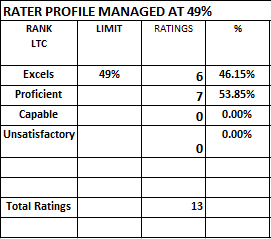 RATER PROFILE MANAGED AT 49%
RANK LIMIT RATINGS %
LTC
Excels 49% 6 46.15%
Proficient 7 53.85%
Capable 0 0.00%
Unsatisfactory 0.00%
0
Total Ratings 13